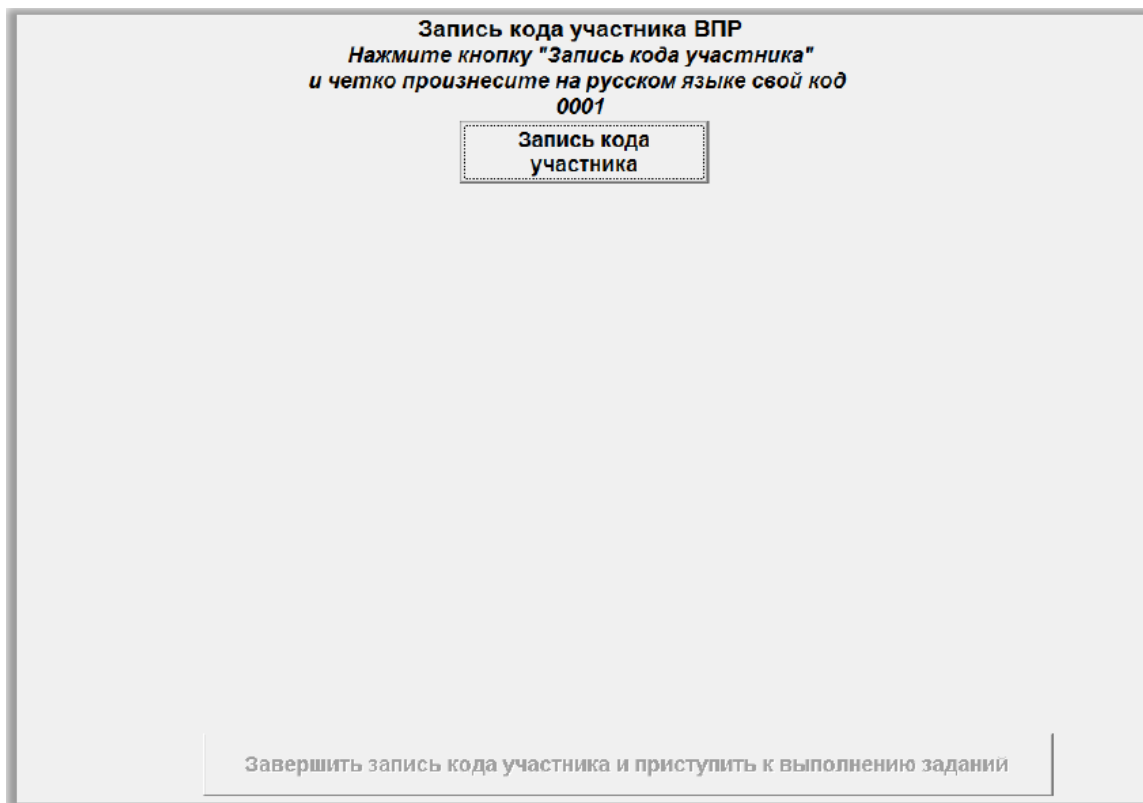 Запись кода участника ВПР
Нажмите кнопку "Запись кода участника"
и четко произнесите на русском языке свой код
0001
Запись кода
участника
Завершить запись кода участника и приступить к выполнению заданий